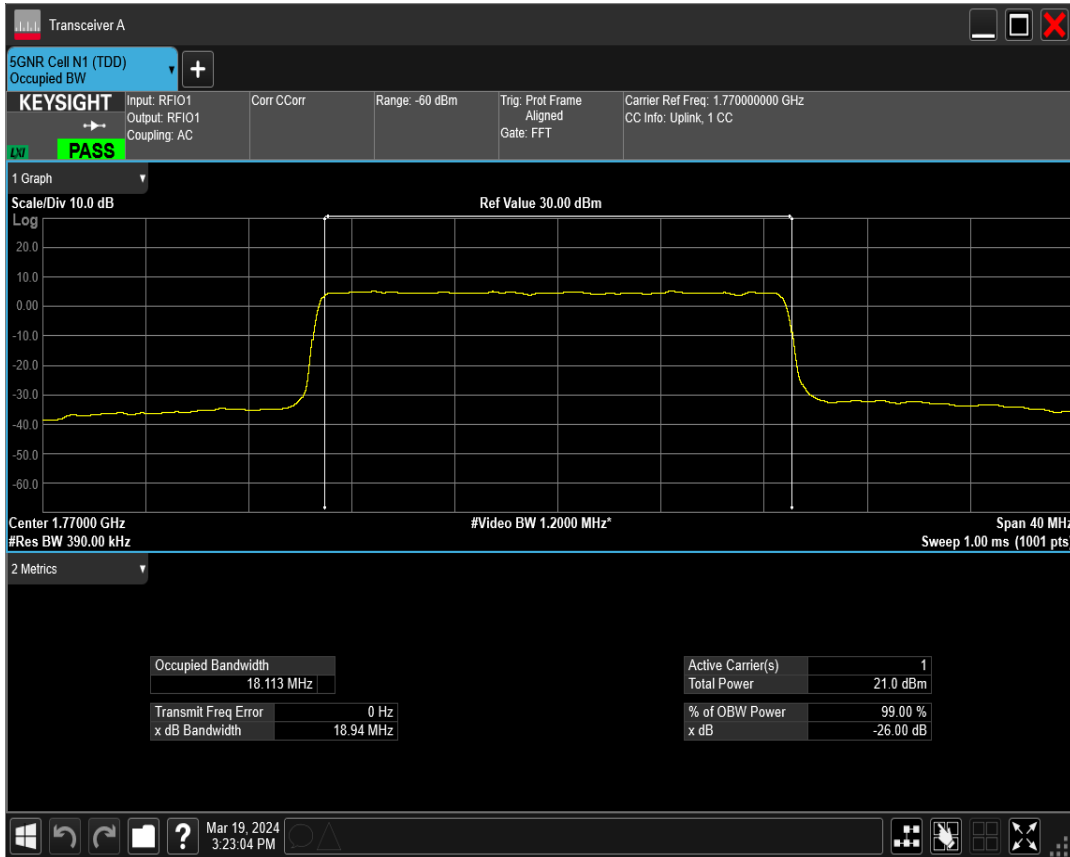 Transceiver A
5GNR Cell N1 (TDD)
Occupied BW
+
KEYSIGHT
LXI
PASS
Input: RFIO1
Output: RFIO1
Coupling: AC
Corr CCorr
Range: -60 dBm
Trig: Prot Frame
Aligned
Gate: FFT
Carrier Ref Freq: 1.770000000 GHz
CC Info: Uplink, 1 CC
1 Graph
Scale/Div 10.0 dB
Ref Value 30.00 dBm
Log
20.0
10.0
0.00
-10.0
-20.0
-30.0
-40.0
-50.0
-60.0
Center 1.77000 GHz
#Video BW 1.2000 MHz*
Span 40 MHz
#Res BW 390.00 kHz
Sweep 1.00 ms (1001 pts)
2 Metrics
Occupied Bandwidth
18.113 MHz
Transmit Freq Error 0 Hz
x dB Bandwidth 18.94 MHz
Active Carrier(s) 1
Total Power 21.0 dBm
% of OBW Power 99.00 %
x dB -26.00 dB
?
Mar 19, 2024
3:23:04 PM